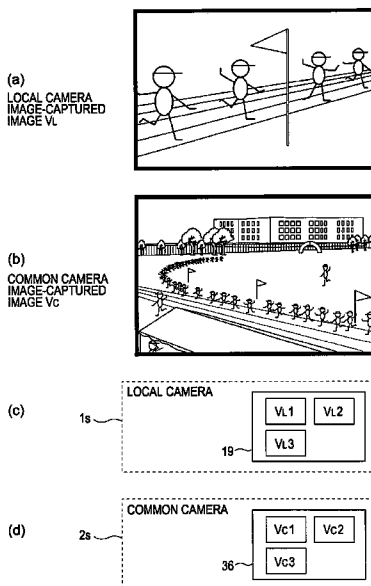 (a)
LOCAL CAMERA
IMAGE-CAPTURED
IMAGE VL
(b)
COMMON CAMERA
IMAGE-CAPTURED
IMAGE VC
(c)
1s
LOCAL CAMERA
VL1 VL2
VL3
19
(d)
2s
COMMON CAMERA
VC1 VC2
VC3
36